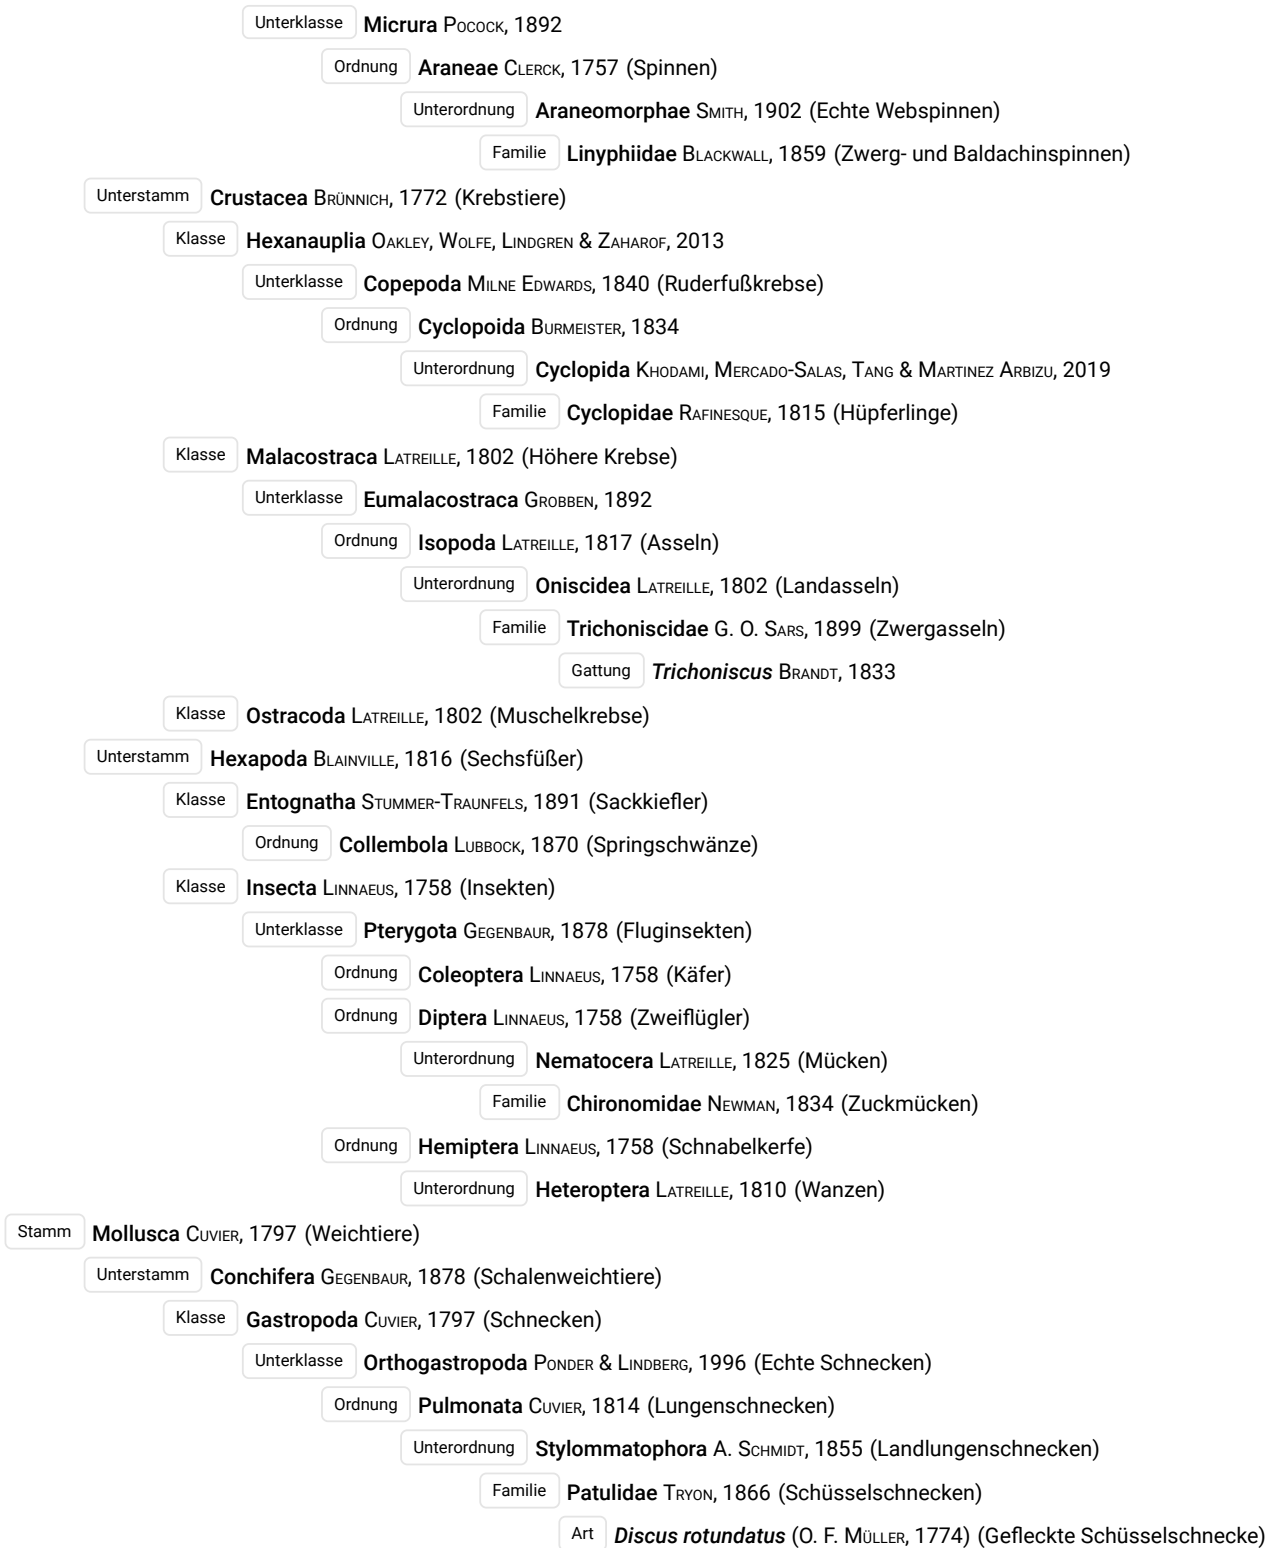 Unterklasse Micrura Pocock, 1892
Ordnung Araneae Clerck, 1757 (Spinnen)
Unterordnung Araneomorphae Smith, 1902 (Echte Webspinnen)
Familie Linyphiidae Blackwall, 1859 (Zwerg- und Baldachinspinnen)
Unterstamm Crustacea Brünnich, 1772 (Krebstiere)
Klasse Hexanauplia Oakley, Wolfe, Lindgren & Zaharof, 2013
Unterklasse Copepoda Milne Edwards, 1840 (Ruderfußkrebse)
Ordnung Cyclopoida Burmeister, 1834
Unterordnung Cyclopida Khodami, Mercado-Salas, Tang & Martinez Arbizu, 2019
Familie Cyclopidae Rafinesque, 1815 (Hüpferlinge)
Klasse Malacostraca Latreille, 1802 (Höhere Krebse)
Unterklasse Eumalacostraca Grobben, 1892
Ordnung Isopoda Latreille, 1817 (Asseln)
Unterordnung Oniscidea Latreille, 1802 (Landasseln)
Familie Trichoniscidae G. O. Sars, 1899 (Zwergasseln)
Gattung Trichoniscus Brandt, 1833
Klasse Ostracoda Latreille, 1802 (Muschelkrebse)
Unterstamm Hexapoda Blainville, 1816 (Sechsfüßer)
Klasse Entognatha Stummer-Traunfels, 1891 (Sackkiefler)
Ordnung Collembola Lubbock, 1870 (Springschwänze)
Klasse Insecta Linnaeus, 1758 (Insekten)
Unterklasse Pterygota Gegenbaur, 1878 (Fluginsekten)
Ordnung Coleoptera Linnaeus, 1758 (Käfer)
Ordnung Diptera Linnaeus, 1758 (Zweiflügler)
Unterordnung Nematocera Latreille, 1825 (Mücken)
Familie Chironomidae Newman, 1834 (Zuckmücken)
Ordnung Hemiptera Linnaeus, 1758 (Schnabelkerfe)
Unterordnung Heteroptera Latreille, 1810 (Wanzen)
Stamm Mollusca Cuvier, 1797 (Weichtiere)
Unterstamm Conchifera Gegenbaur, 1878 (Schalenweichtiere)
Klasse Gastropoda Cuvier, 1797 (Schnecken)
Unterklasse Orthogastropoda Ponder & Lindberg, 1996 (Echte Schnecken)
Ordnung Pulmonata Cuvier, 1814 (Lungenschnecken)
Unterordnung Stylommatophora A. Schmidt, 1855 (Landlungenschnecken)
Familie Patulidae Tryon, 1866 (Schüsselschnecken)
Art Discus rotundatus (O. F. Müller, 1774) (Gefleckte Schüsselschnecke)